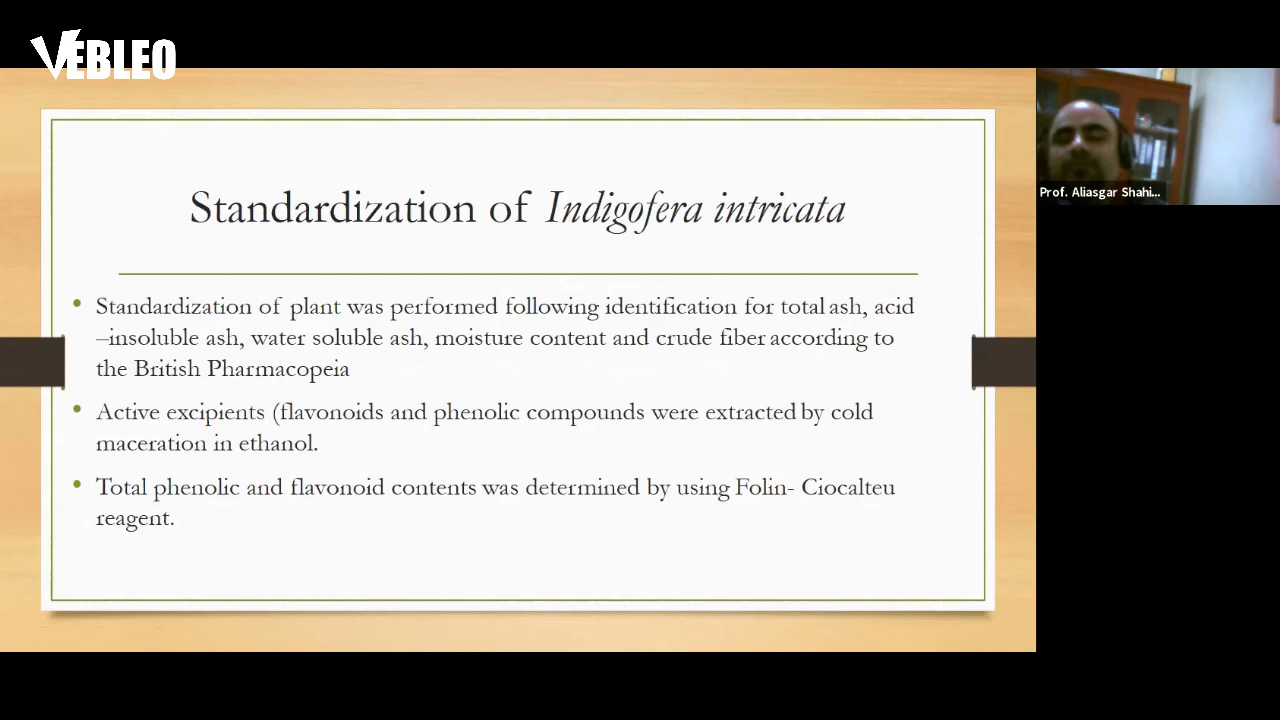 VEBLEO
Standardization of Indigofera intricata
• Standardization of plant was performed following identification for total ash, acid
–insoluble ash, water soluble ash, moisture content and crude fiber according to
the British Pharmacopeia
• Active excipients (flavonoids and phenolic compounds were extracted by cold
maceration in ethanol.
• Total phenolic and flavonoid contents was determined by using Folin- Ciocalteu
reagent.
Prof. Aliasgar Shahi...